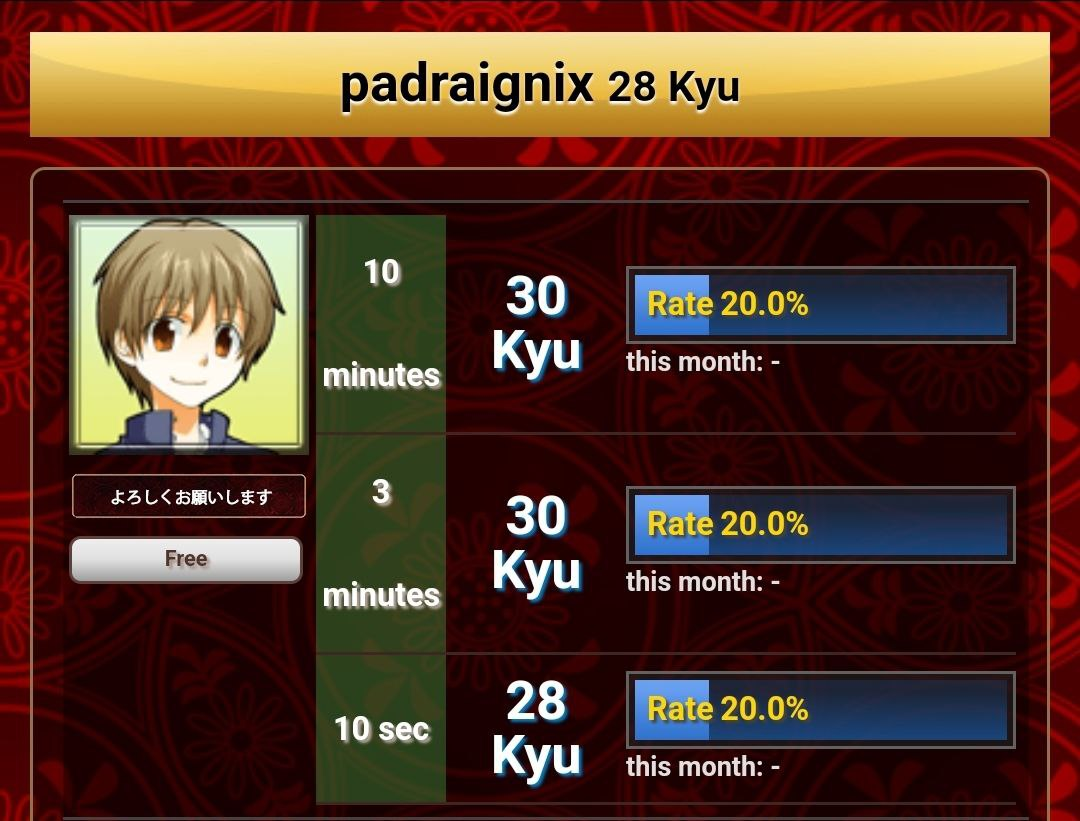 padraignix 28 Kyu
よろしくお願いします
Free
10
minutes
30
Kyu
Rate 20.0%
this month: -
3
minutes
30
Kyu
Rate 20.0%
this month: -
10 sec
28
Kyu
Rate 20.0%
this month: -